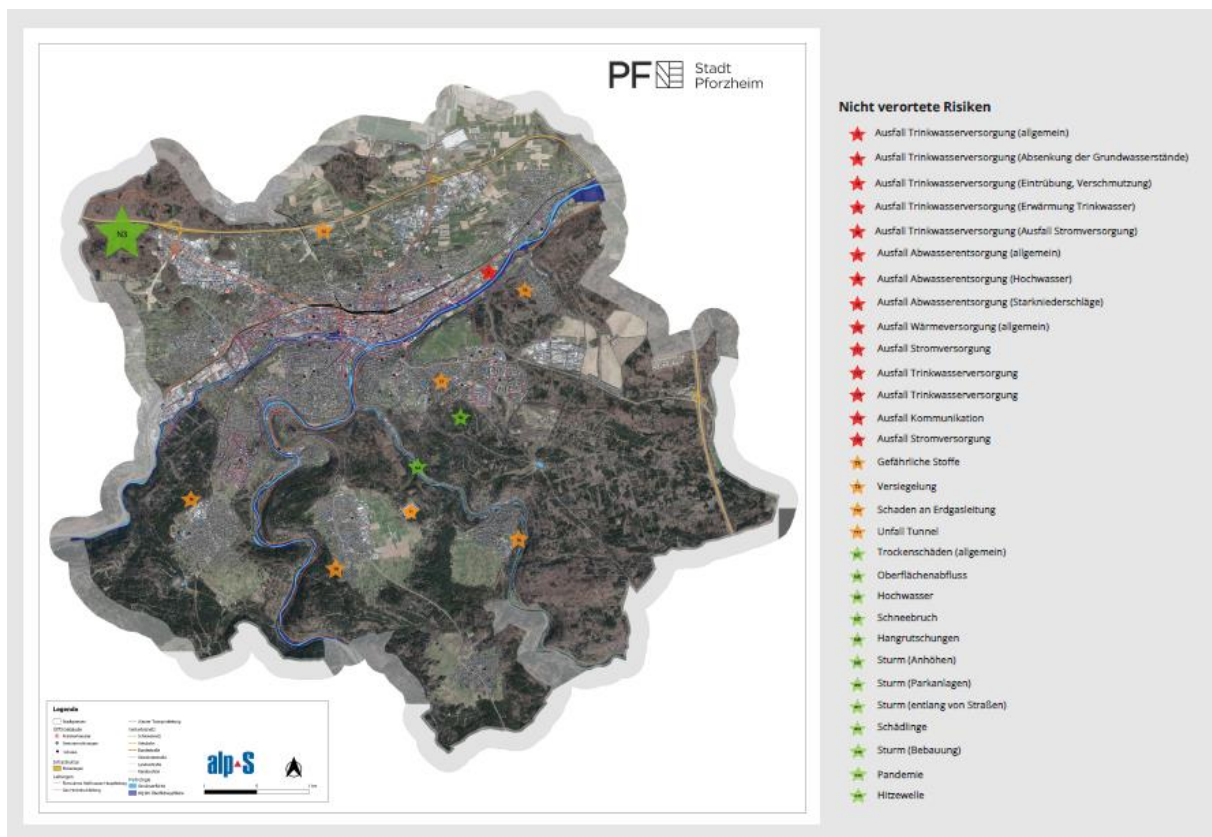 PF Stadt
Pforzheim
N3
Nicht verortete Risiken
Ausfall Trinkwasserversorgung (allgemein)
Ausfall Trinkwasserversorgung (Absenkung der Grundwasserstände)
Ausfall Trinkwasserversorgung (Eintrübung, Verschmutzung)
Ausfall Trinkwasserversorgung (Erwärmung Trinkwasser)
Ausfall Trinkwasserversorgung (Ausfall Stromversorgung)
Ausfall Abwasserentsorgung (allgemein)
Ausfall Abwasserentsorgung (Hochwasser)
Ausfall Abwasserentsorgung (Starkniederschläge)
Ausfall Wärmeversorgung (allgemein)
Ausfall Stromversorgung
Ausfall Trinkwasserversorgung
Ausfall Trinkwasserversorgung
Ausfall Kommunikation
Ausfall Stromversorgung
Gefährliche Stoffe
Versiegelung
Schaden an Erdgasleitung
Unfall Tunnel
Trockenschäden (allgemein)
Oberflächenabfluss
Hochwasser
Schneebruch
Hangrutschungen
Sturm (Anhöhen)
Sturm (Parkanlagen)
Sturm (entlang von Straßen)
Schädlinge
Sturm (Bebauung)
Pandemie
Hitzewelle
Legende
alpS